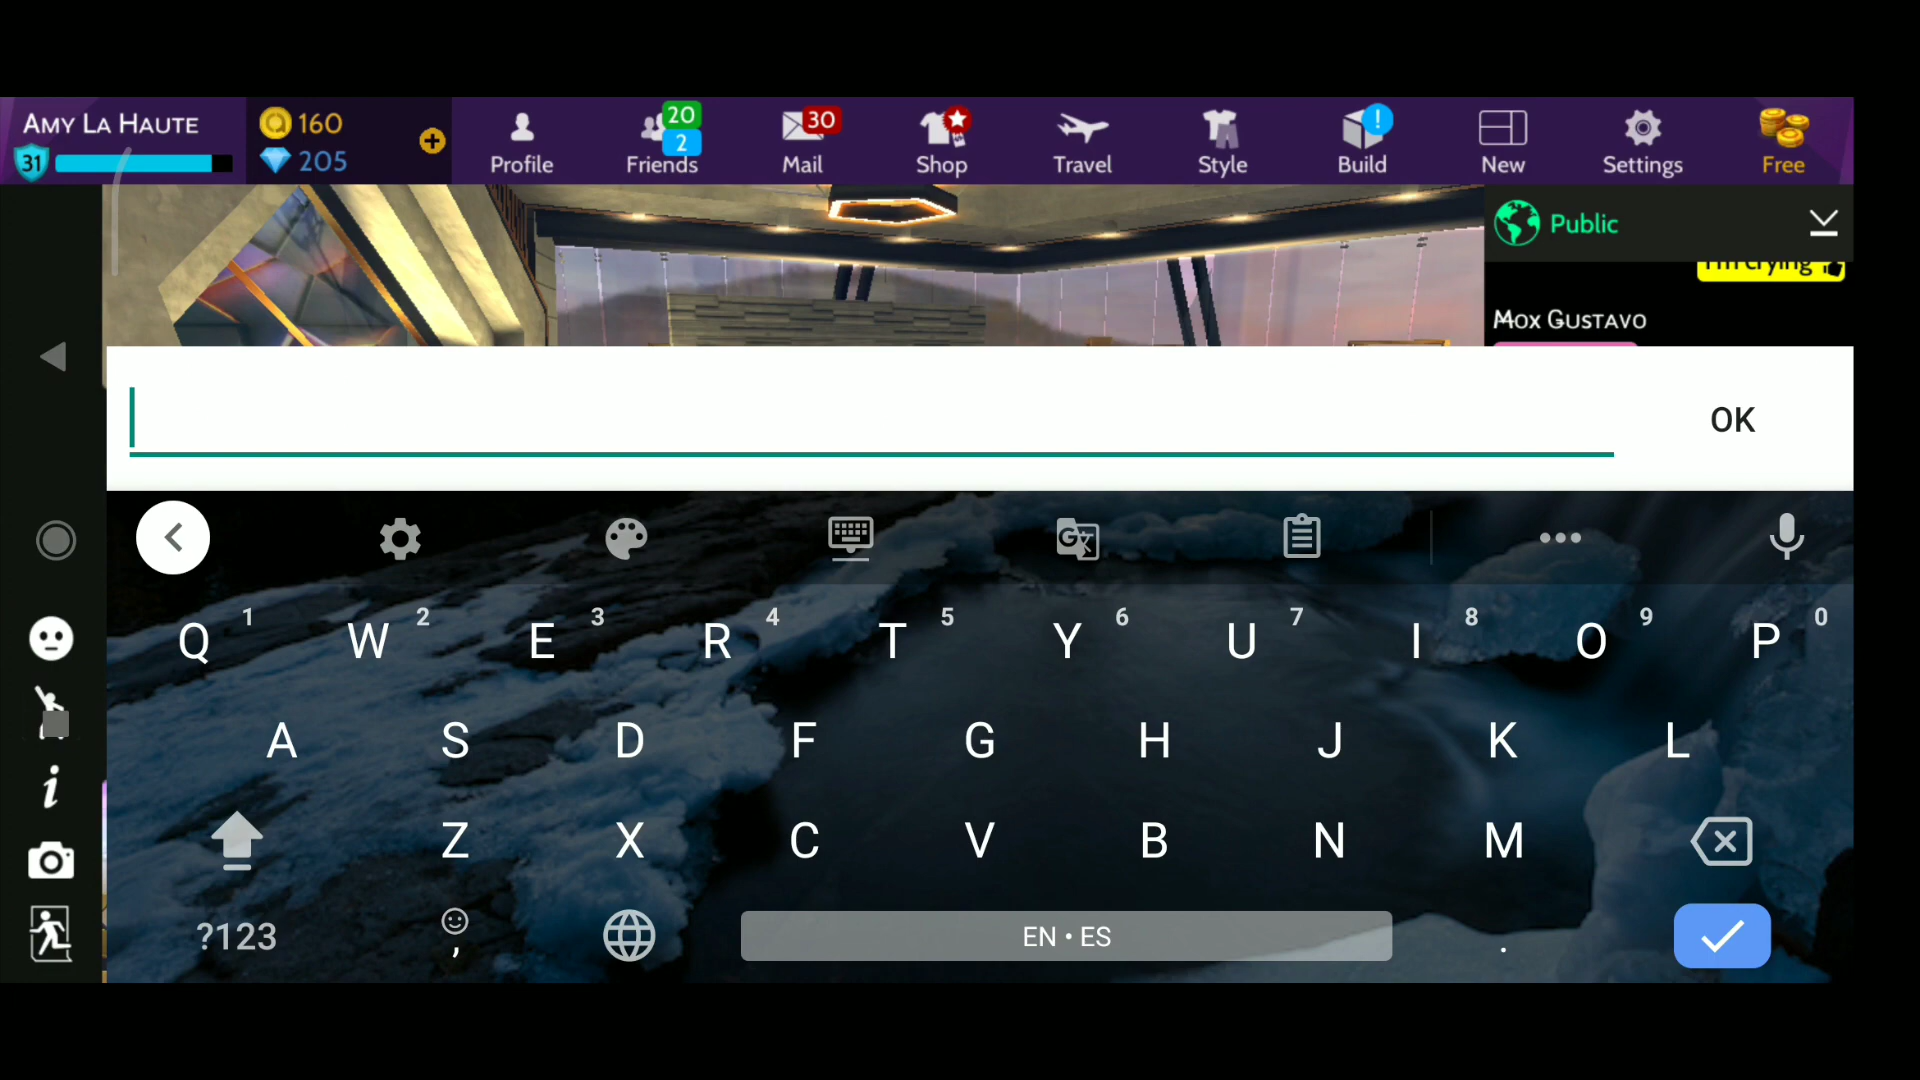 AMY LA HAUTE
31
160
205
Profile
20
2
Friends
30
Mail
Shop
Travel
Style
!
Build
New
Settings
Free
Public
I'm crying
MOX GUSTAVO
OK
1 2 3 4 5 6 7 8 9 0
Q W E R T Y U I O P
A S D F G H J K L
Z X C V B N M
?123 , EN • ES .